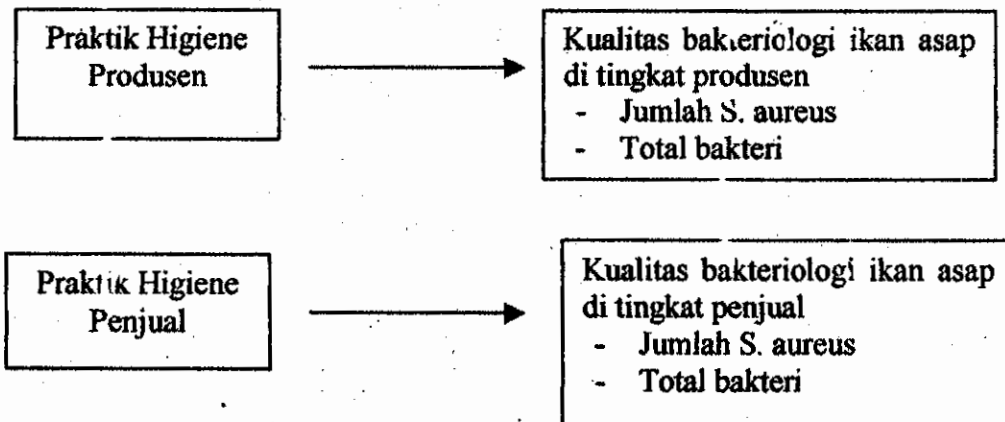 Praktik Higiene
Produsen
Kualitas bakteriologi ikan asap
di tingkat produsen
- Jumlah S. aureus
- Total bakteri
Praktik Higiene
Penjual
Kualitas bakteriologi ikan asap
di tingkat penjual
- Jumlah S. aureus
- Total bakteri